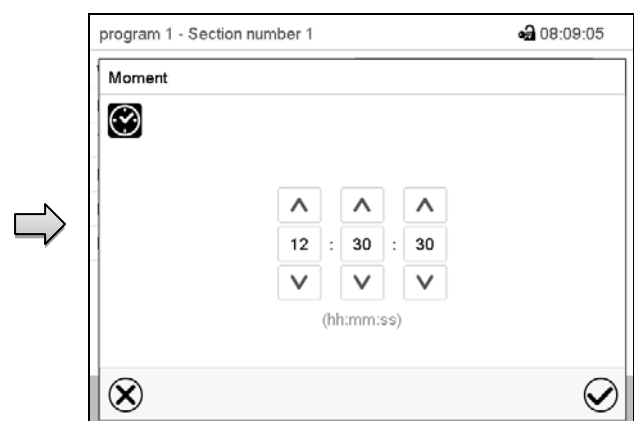 program 1 - Section number 1 08:09:05
Moment
12 : 30 : 30
(hh:mm:ss)